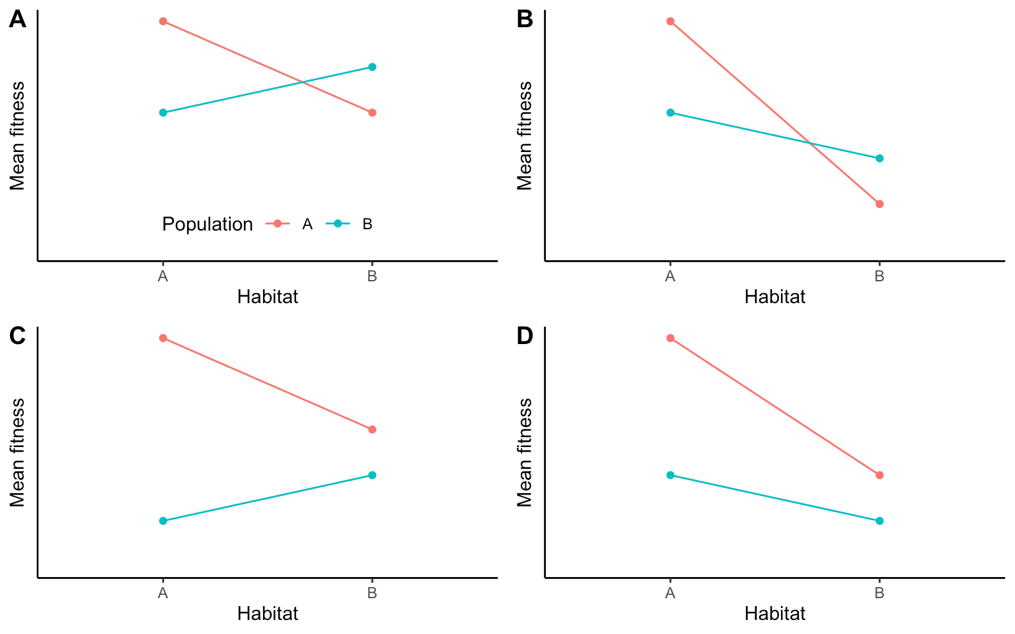 A
Mean fitness
Population A B
A B
Habitat
B
Mean fitness
A B
Habitat
C
Mean fitness
A B
Habitat
D
Mean fitness
A B
Habitat